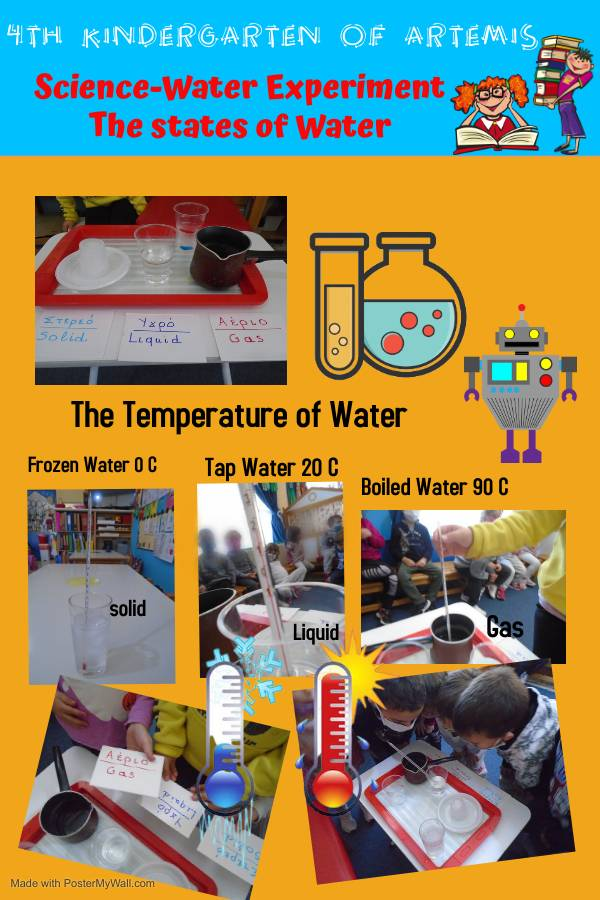 4TH KINDERGARTEN OF ARTEMIS
Science-Water Experiment
The states of Water
Στερεό
Solid
Υγρό
Liquid
Αέριο
Gas
The Temperature of Water
Frozen Water 0 C
Tap Water 20 C
Boiled Water 90 C
solid
Liquid
Gas
Αέριο
Gas
Υγρό
Liquid
Στερεό
Made with PosterMyWall.com